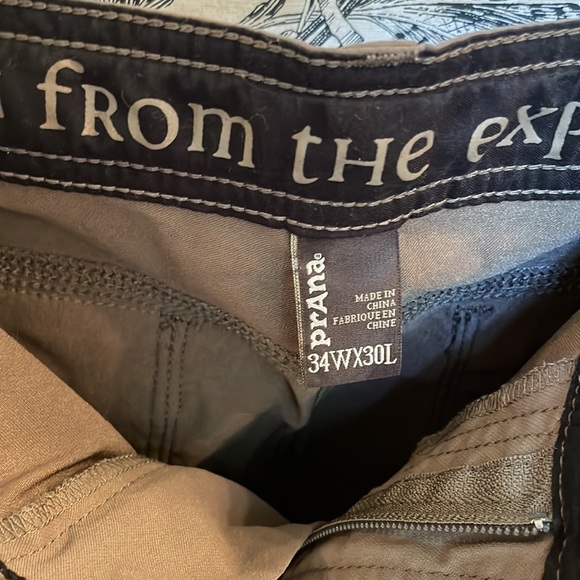 from the exp
prAna
MADE IN
CHINA
FABRIQUE EN
CHINE
34WX30L